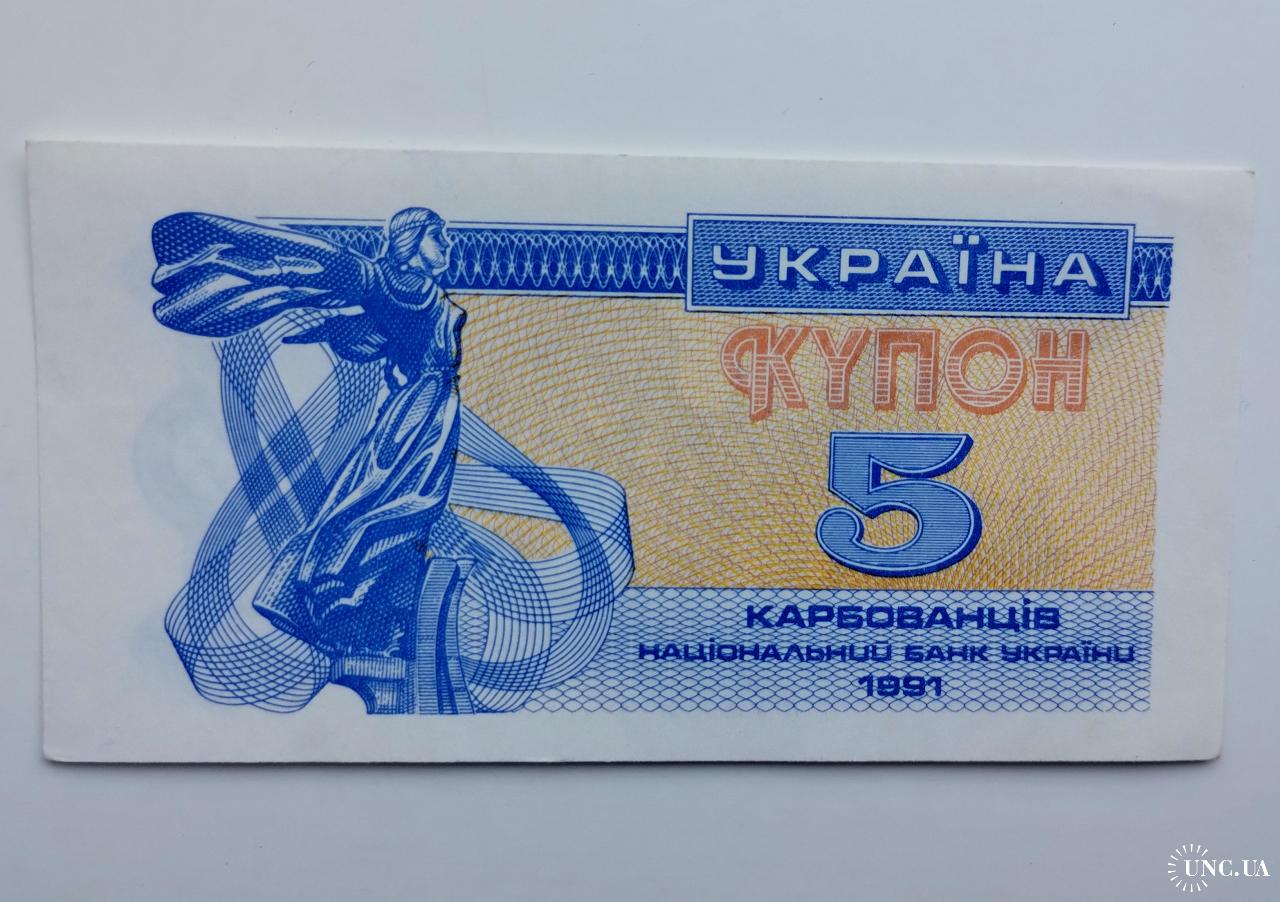 УКРАЇНА
КУПОН
5
КАРБОВАНЦІВ
НАЦІОНАЛЬНИЙ БАНК УКРАЇНИ
1991
UNC.UA